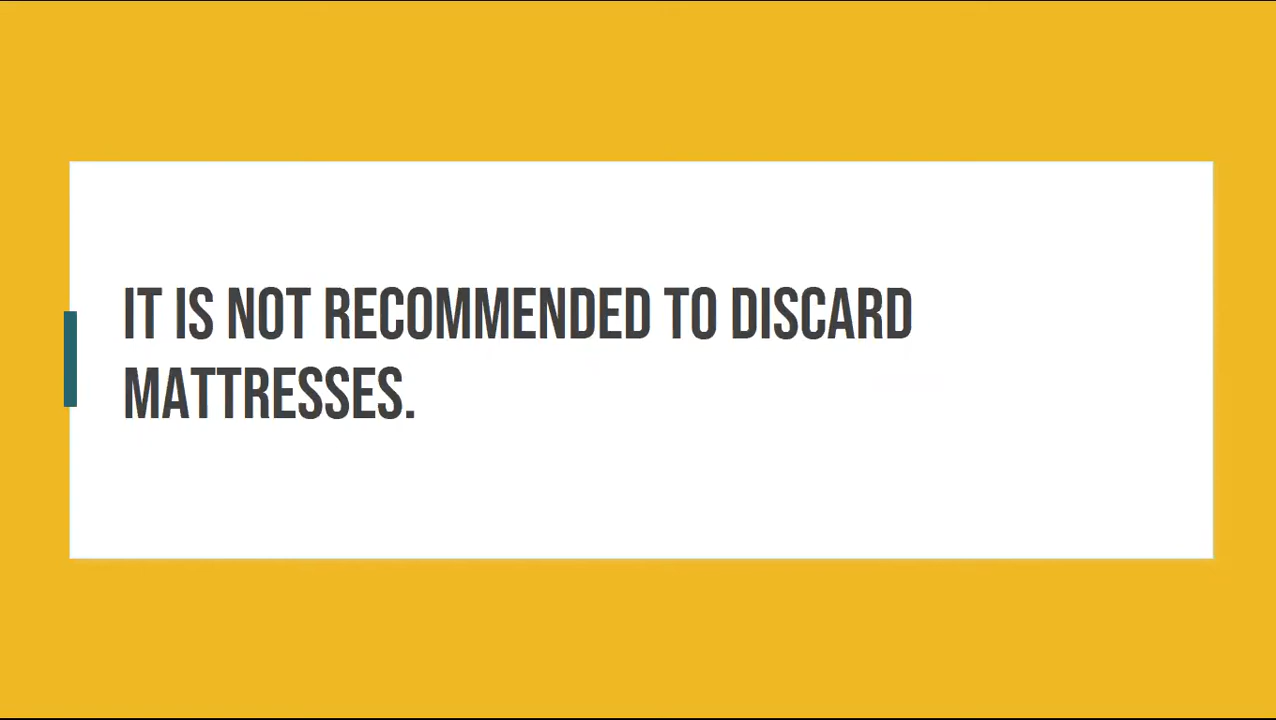 IT IS NOT RECOMMENDED TO DISCARD
MATTRESSES.